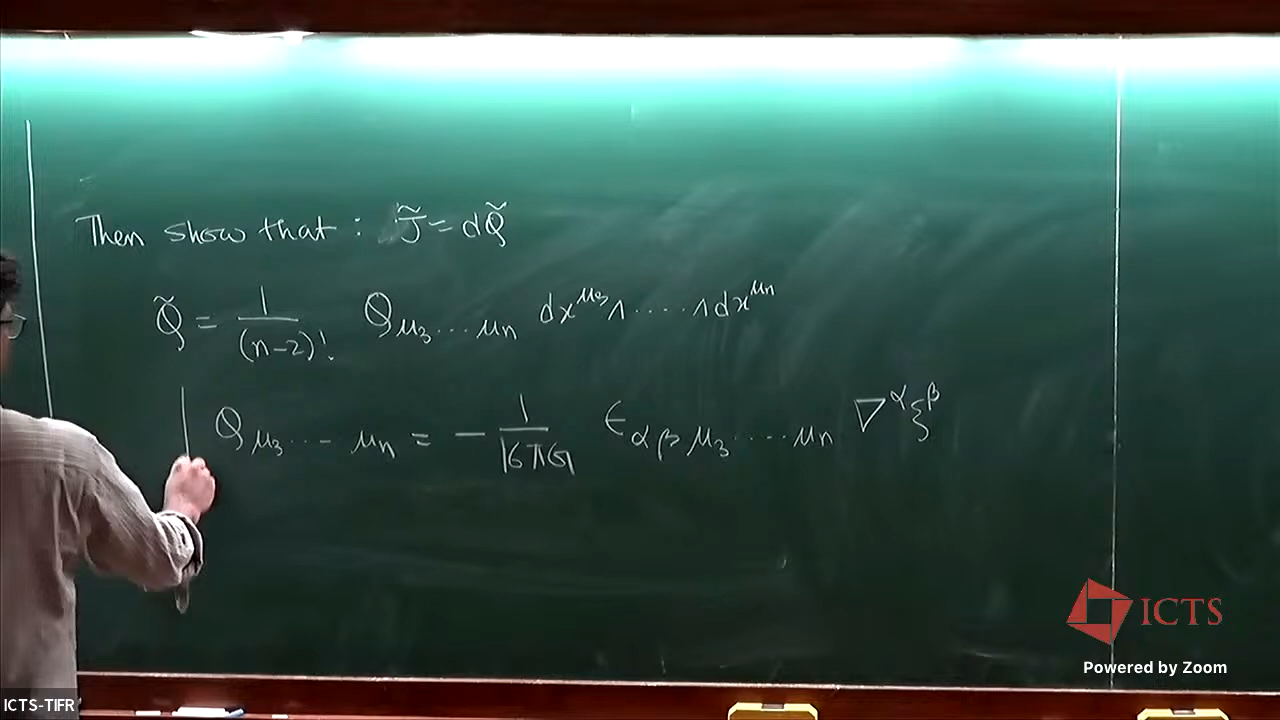 Then show that : J̃ = dQ̃
Q̃ = 1/(n-2)! Q_{μ₃ ⋯ μₙ} dx^{μ₃} ∧ ⋯ ∧ dx^{μₙ}
Q_{μ₃ ⋯ μₙ} = - 1/16πG ϵ_{αβμ₃ ⋯ μₙ} ∇^α ξ^β
ICTS
Powered by Zoom
ICTS-TIFR